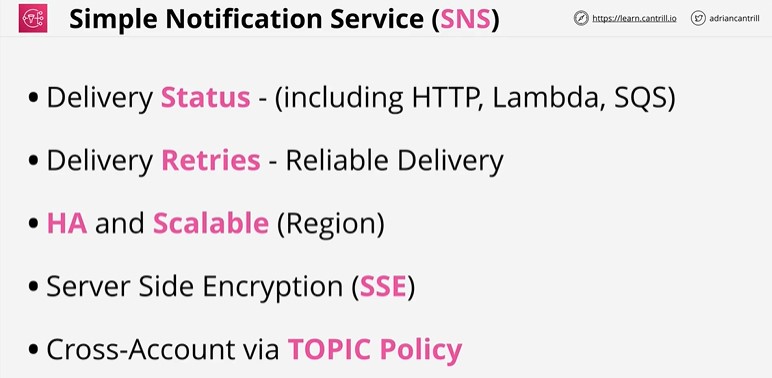 Simple Notification Service (SNS)
https://learn.cantrill.io
adriancantrill
• Delivery Status - (including HTTP, Lambda, SQS)
• Delivery Retries - Reliable Delivery
• HA and Scalable (Region)
• Server Side Encryption (SSE)
• Cross-Account via TOPIC Policy